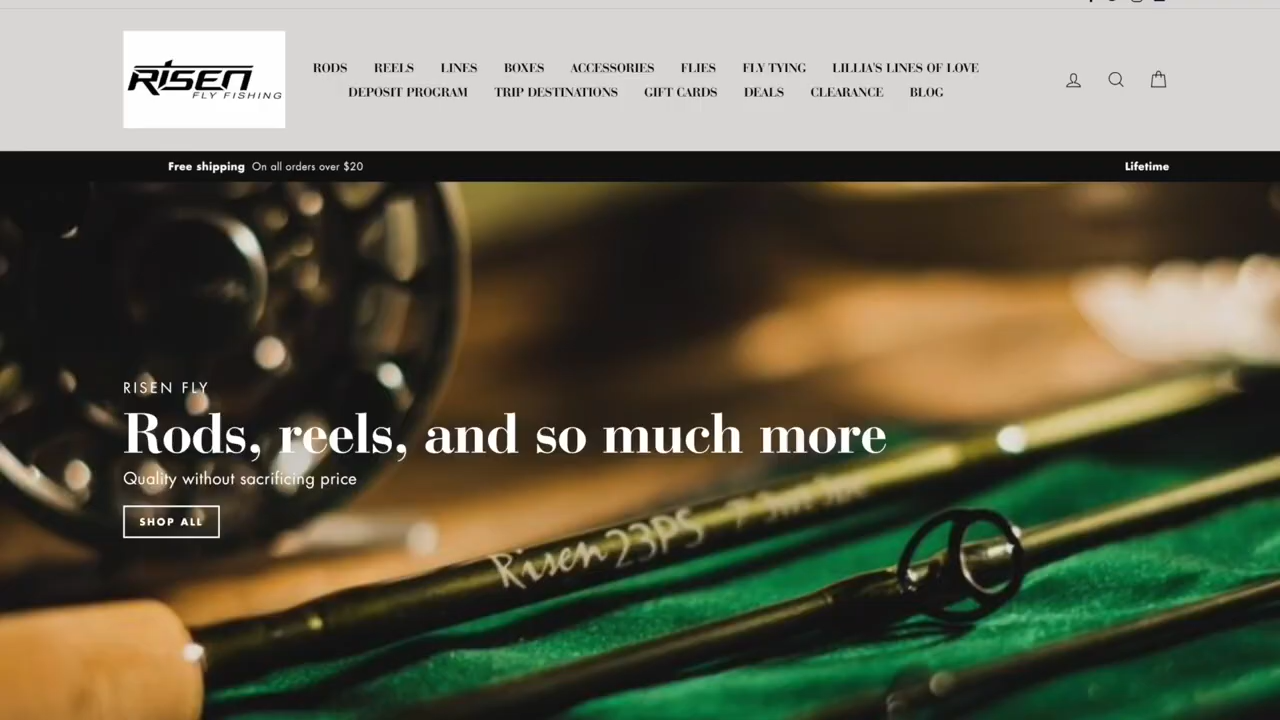 RISEN
FLY FISHING
RODS REELS LINES BOXES ACCESSORIES FLIES FLY TYING LILLIA'S LINES OF LOVE
DEPOSIT PROGRAM TRIP DESTINATIONS GIFT CARDS DEALS CLEARANCE BLOG
Free shipping On all orders over $20
Lifetime
RISEN FLY
Rods, reels, and so much more
Quality without sacrificing price
SHOP ALL
Risen 23PS